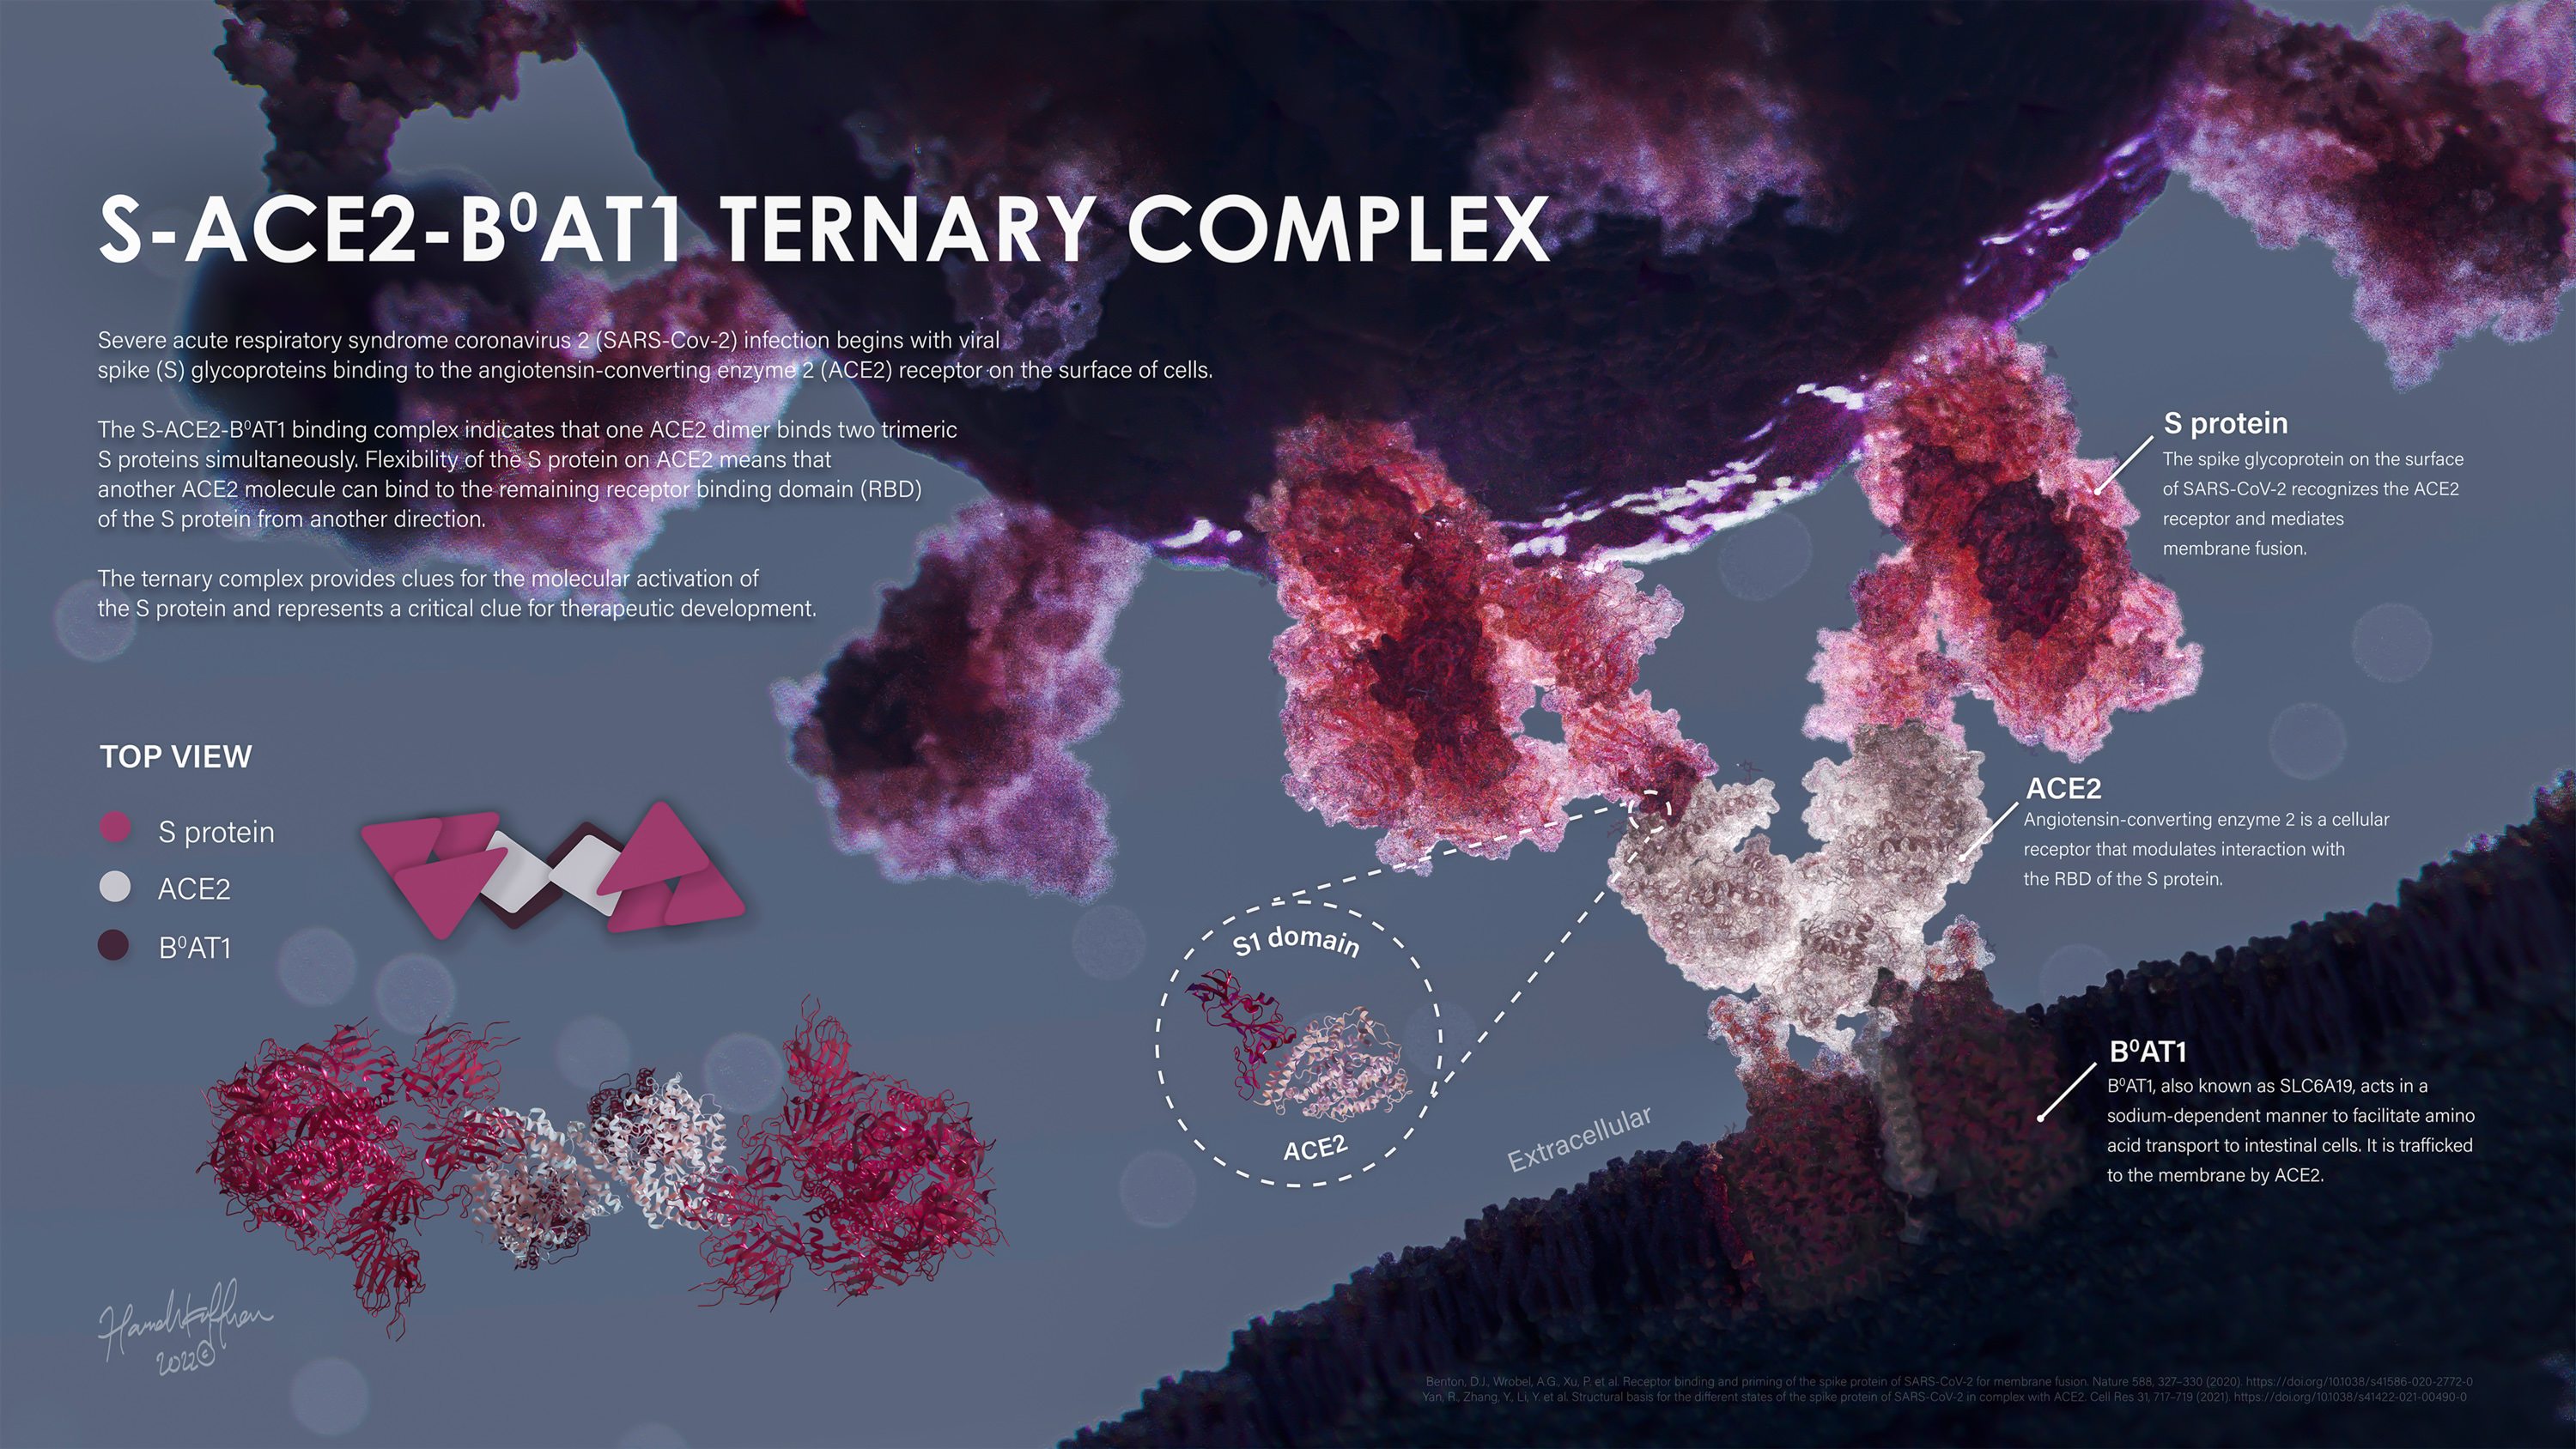 S-ACE2-B⁰AT1 TERNARY COMPLEX
Severe acute respiratory syndrome coronavirus 2 (SARS-Cov-2) infection begins with viral
spike (S) glycoproteins binding to the angiotensin-converting enzyme 2 (ACE2) receptor on the surface of cells.
The S-ACE2-B⁰AT1 binding complex indicates that one ACE2 dimer binds two trimeric
S proteins simultaneously. Flexibility of the S protein on ACE2 means that
another ACE2 molecule can bind to the remaining receptor binding domain (RBD)
of the S protein from another direction.
The ternary complex provides clues for the molecular activation of
the S protein and represents a critical clue for therapeutic development.
TOP VIEW
S protein
ACE2
B⁰AT1
S1 domain
ACE2
Extracellular
S protein
The spike glycoprotein on the surface
of SARS-CoV-2 recognizes the ACE2
receptor and mediates
membrane fusion.
ACE2
Angiotensin-converting enzyme 2 is a cellular
receptor that modulates interaction with
the RBD of the S protein.
B⁰AT1
B⁰AT1, also known as SLC6A19, acts in a
sodium-dependent manner to facilitate amino
acid transport to intestinal cells. It is trafficked
to the membrane by ACE2.
2022©
Benton, D.J., Wrobel, A.G., Xu, P. et al. Receptor binding and priming of the spike protein of SARS-CoV-2 for membrane fusion. Nature 588, 327–330 (2020). https://doi.org/10.1038/s41586-020-2772-0
Yan, R., Zhang, Y., Li, Y. et al. Structural basis for the different states of the spike protein of SARS-CoV-2 in complex with ACE2. Cell Res 31, 717–719 (2021). https://doi.org/10.1038/s41422-021-00490-0